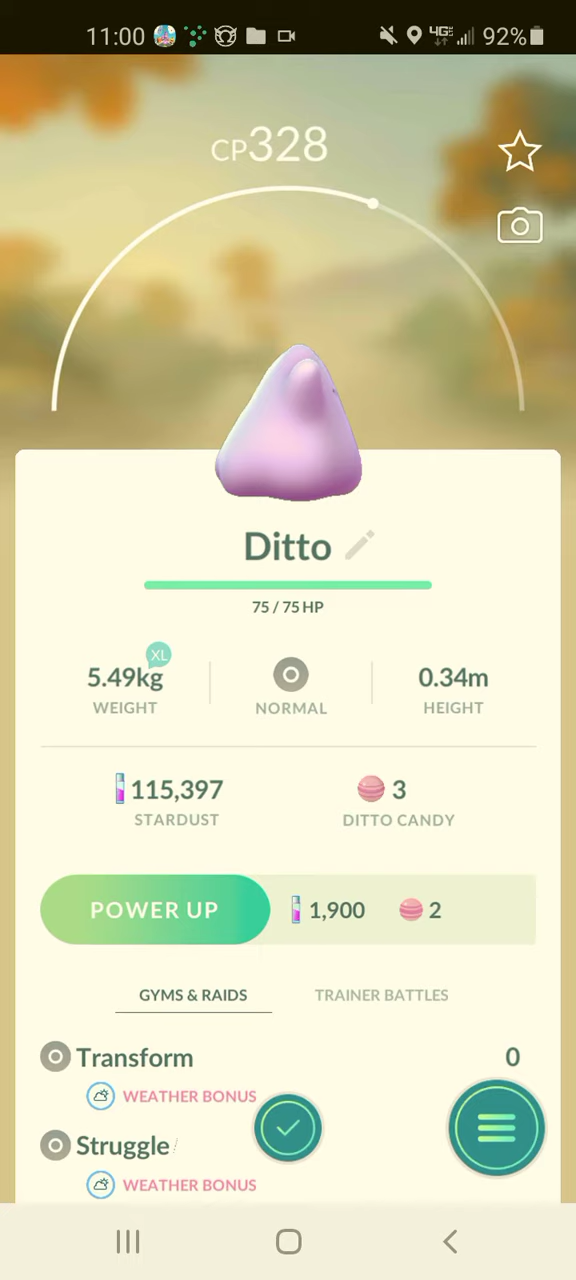 11:00 4G 92%
CP328
Ditto
75 / 75 HP
XL
5.49kg 0.34m
WEIGHT NORMAL HEIGHT
115,397 3
STARDUST DITTO CANDY
POWER UP 1,900 2
GYMS & RAIDS TRAINER BATTLES
Transform 0
WEATHER BONUS
Struggle
WEATHER BONUS